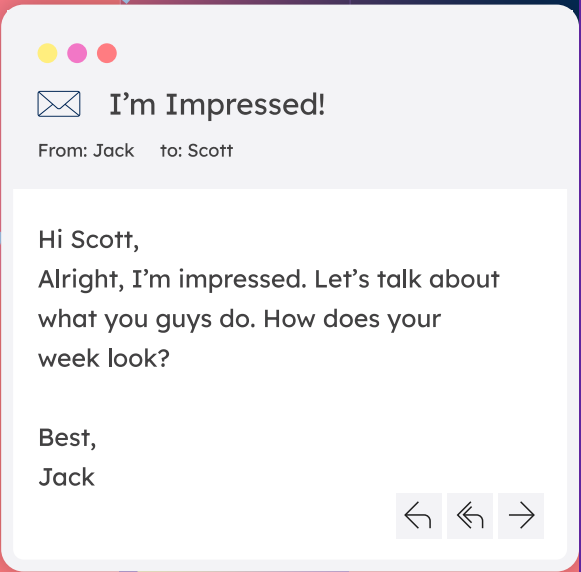 I’m Impressed!
From: Jack to: Scott
Hi Scott,
Alright, I’m impressed. Let’s talk about
what you guys do. How does your
week look?
Best,
Jack